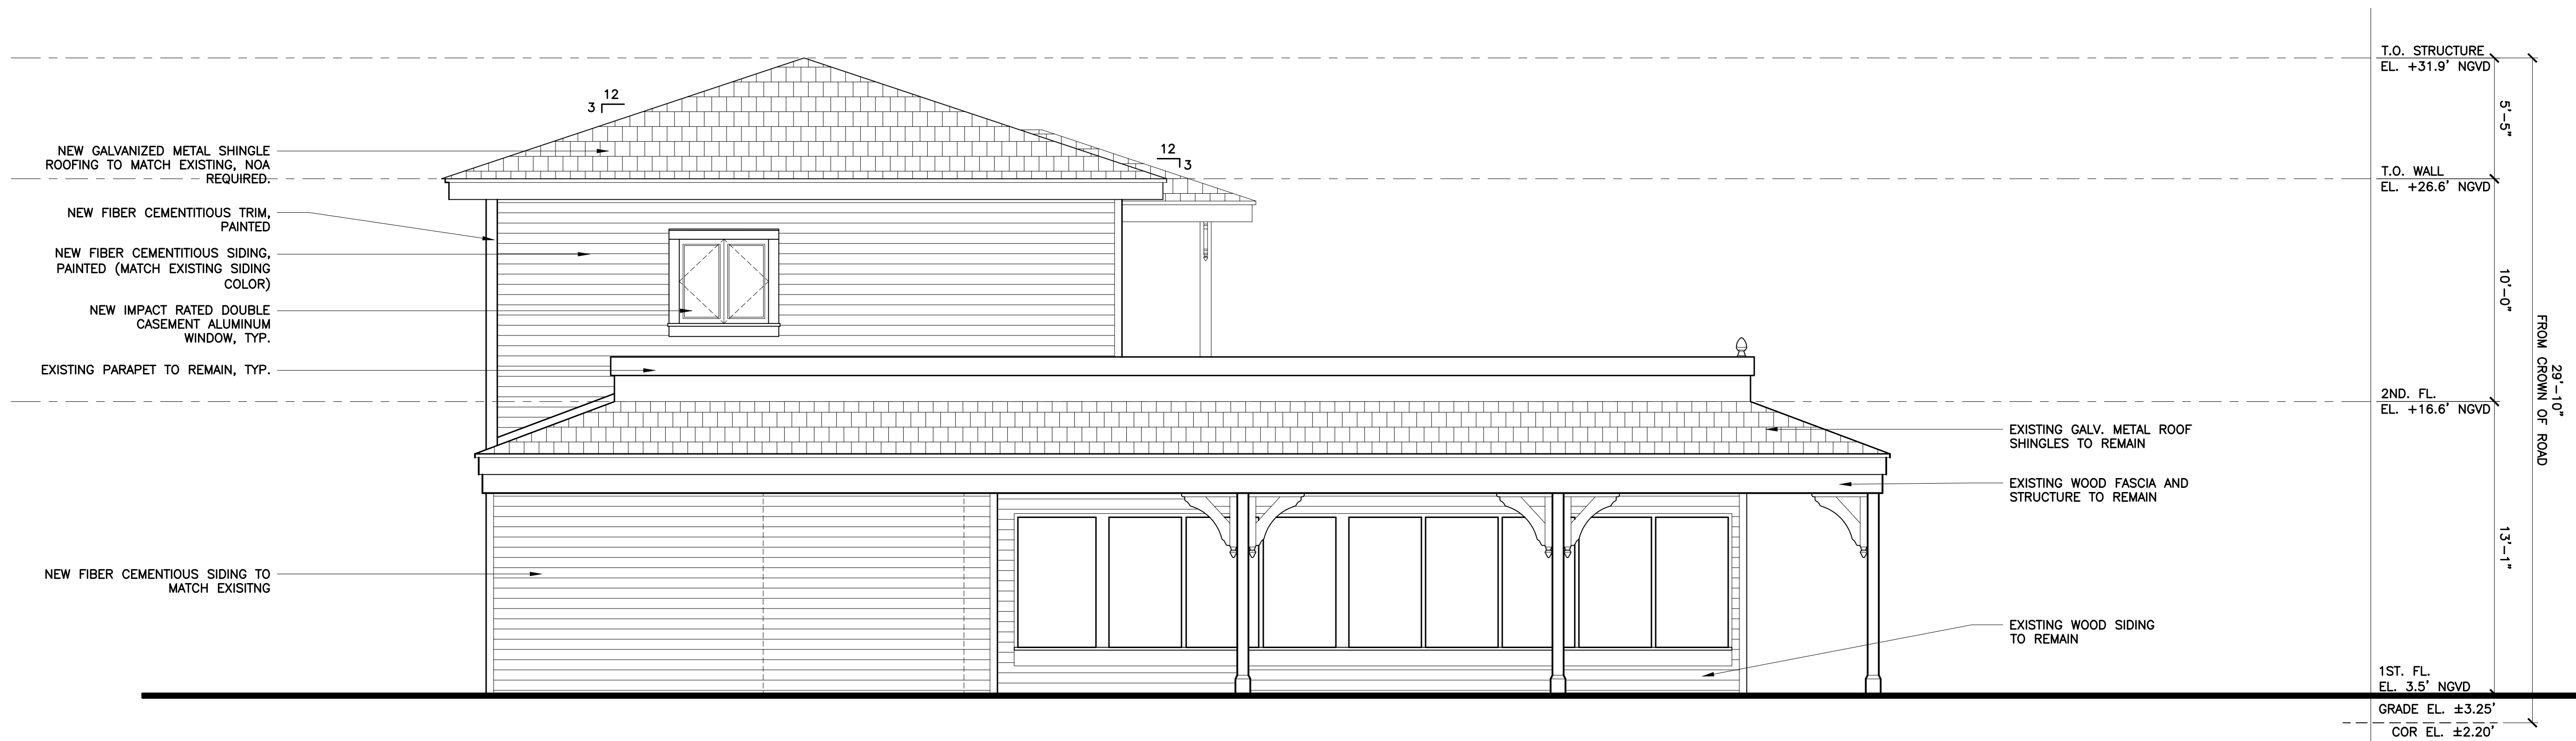 12
3
12
3
NEW GALVANIZED METAL SHINGLE
ROOFING TO MATCH EXISTING, NOA
REQUIRED.
NEW FIBER CEMENTITIOUS TRIM,
PAINTED
NEW FIBER CEMENTITIOUS SIDING,
PAINTED (MATCH EXISTING SIDING
COLOR)
NEW IMPACT RATED DOUBLE
CASEMENT ALUMINUM
WINDOW, TYP.
EXISTING PARAPET TO REMAIN, TYP.
NEW FIBER CEMENTIOUS SIDING TO
MATCH EXISITNG
EXISTING GALV. METAL ROOF
SHINGLES TO REMAIN
EXISTING WOOD FASCIA AND
STRUCTURE TO REMAIN
EXISTING WOOD SIDING
TO REMAIN
T.O. STRUCTURE
EL. +31.9' NGVD
5'-5"
T.O. WALL
EL. +26.6' NGVD
10'-0"
2ND. FL.
EL. +16.6' NGVD
13'-1"
1ST. FL.
EL. 3.5' NGVD
GRADE EL. ±3.25'
COR EL. ±2.20'
29'-10"
FROM CROWN OF ROAD